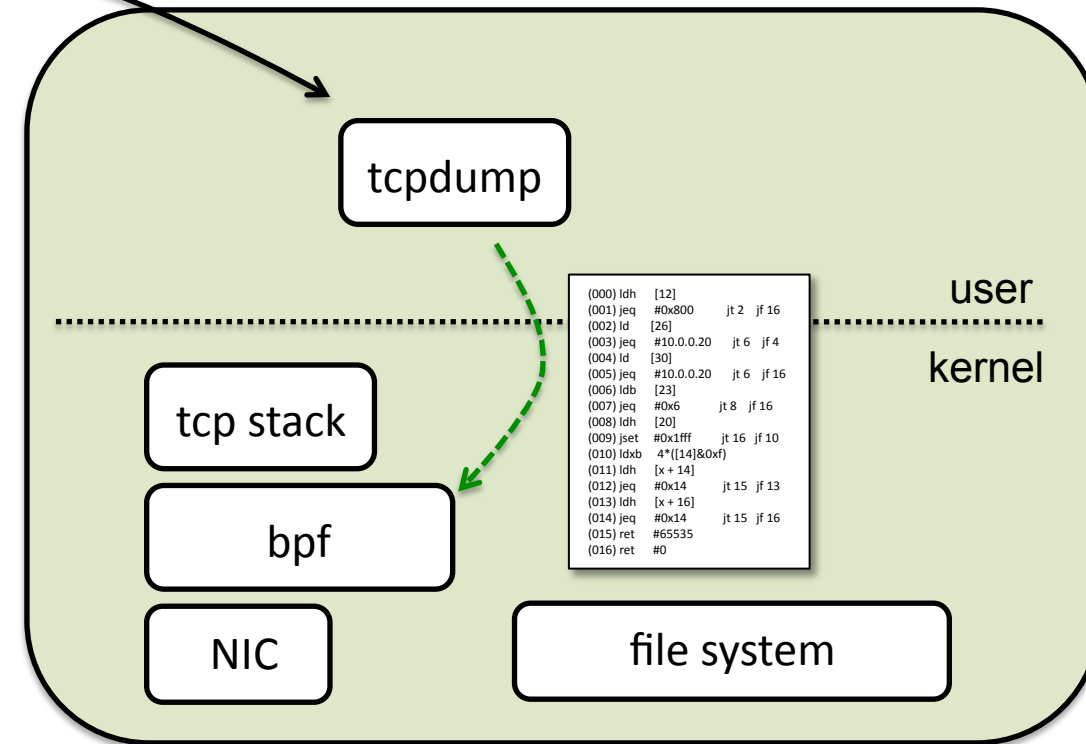 tcpdump
(000) ldh [12]
(001) jeq #0x800 jt 2 jf 16
(002) ld [26]
(003) jeq #10.0.0.20 jt 6 jf 4
(004) ld [30]
(005) jeq #10.0.0.20 jt 6 jf 16
(006) ldb [23]
(007) jeq #0x6 jt 8 jf 16
(008) ldh [20]
(009) jset #0x1fff jt 16 jf 10
(010) ldxb 4*([14]&0xf)
(011) ldh [x + 14]
(012) jeq #0x14 jt 15 jf 13
(013) ldh [x + 16]
(014) jeq #0x14 jt 15 jf 16
(015) ret #65535
(016) ret #0
user
kernel
tcp stack
bpf
NIC
file system